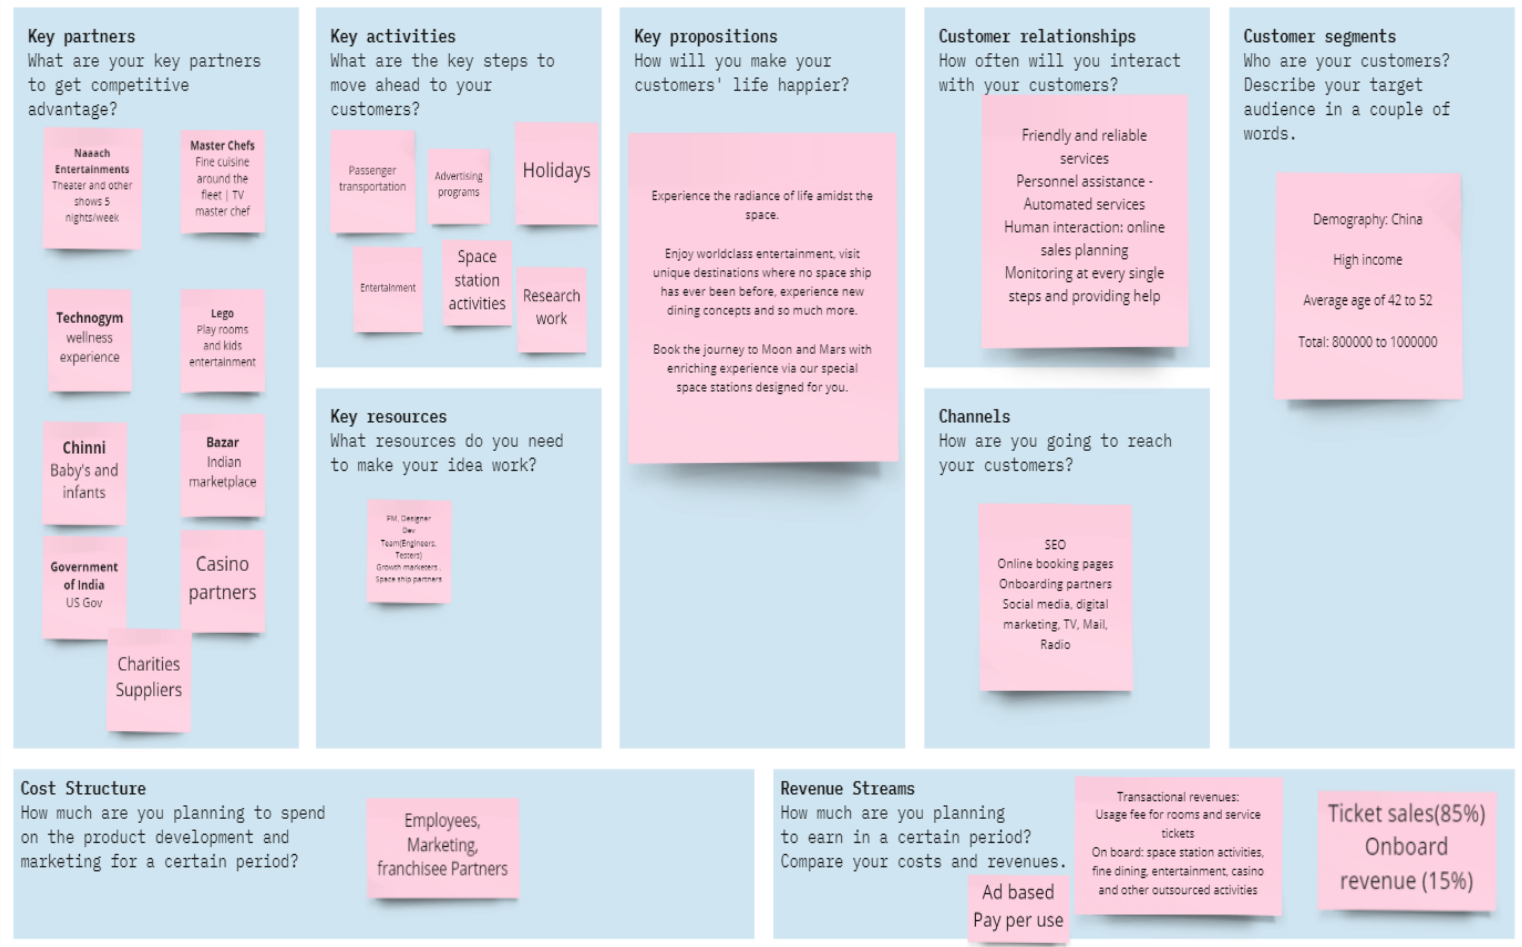 Key partners
What are your key partners
to get competitive
advantage?
Naaach
Entertainments
Theater and other
shows 5
nights/week
Master Chefs
Fine cuisine
around the
fleet | TV
master chef
Technogym
wellness
experience
Lego
Play rooms
and kids
entertainment
Chinni
Baby's and
infants
Bazar
Indian
marketplace
Government
of India
US Gov
Casino
partners
Charities
Suppliers
Key activities
What are the key steps to
move ahead to your
customers?
Passenger
transportation
Advertising
programs
Holidays
Entertainment
Space
station
activities
Research
work
Key resources
What resources do you need
to make your idea work?
PM, Designer
Dev
Team(Engineers,
Testers)
Growth marketers .
Space ship partners
Key propositions
How will you make your
customers' life happier?
Experience the radiance of life amidst the
space.
Enjoy worldclass entertainment, visit
unique destinations where no space ship
has ever been before, experience new
dining concepts and so much more.
Book the journey to Moon and Mars with
enriching experience via our special
space stations designed for you.
Customer relationships
How often will you interact
with your customers?
Friendly and reliable
services
Personnel assistance -
Automated services
Human interaction: online
sales planning
Monitoring at every single
steps and providing help
Channels
How are you going to reach
your customers?
SEO
Online booking pages
Onboarding partners
Social media, digital
marketing, TV, Mail,
Radio
Customer segments
Who are your customers?
Describe your target
audience in a couple of
words.
Demography: China
High income
Average age of 42 to 52
Total: 800000 to 1000000
Cost Structure
How much are you planning to spend
on the product development and
marketing for a certain period?
Employees,
Marketing,
franchisee Partners
Revenue Streams
How much are you planning
to earn in a certain period?
Compare your costs and revenues.
Ad based
Pay per use
Transactional revenues:
Usage fee for rooms and service
tickets
On board: space station activities,
fine dining, entertainment, casino
and other outsourced activities
Ticket sales(85%)
Onboard
revenue (15%)